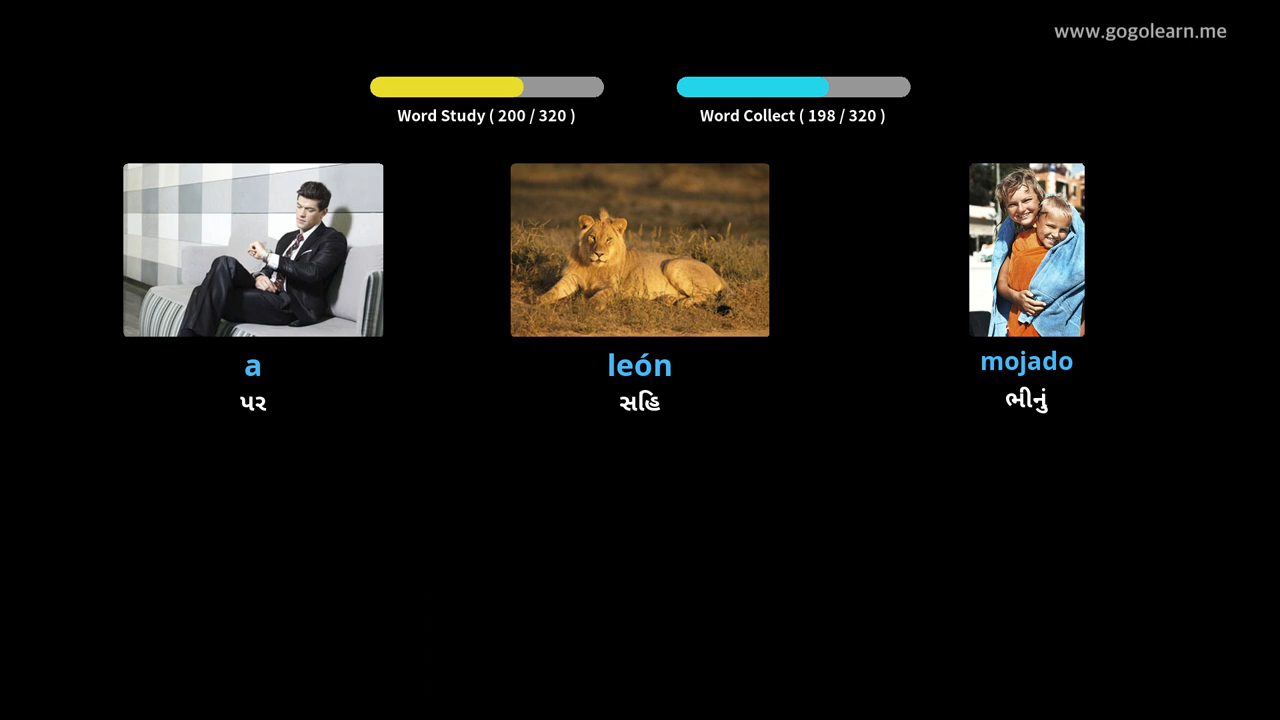 www.gogolearn.me
Word Study ( 200 / 320 )
Word Collect ( 198 / 320 )
a
પર
león
સહિ
mojado
ભીનું